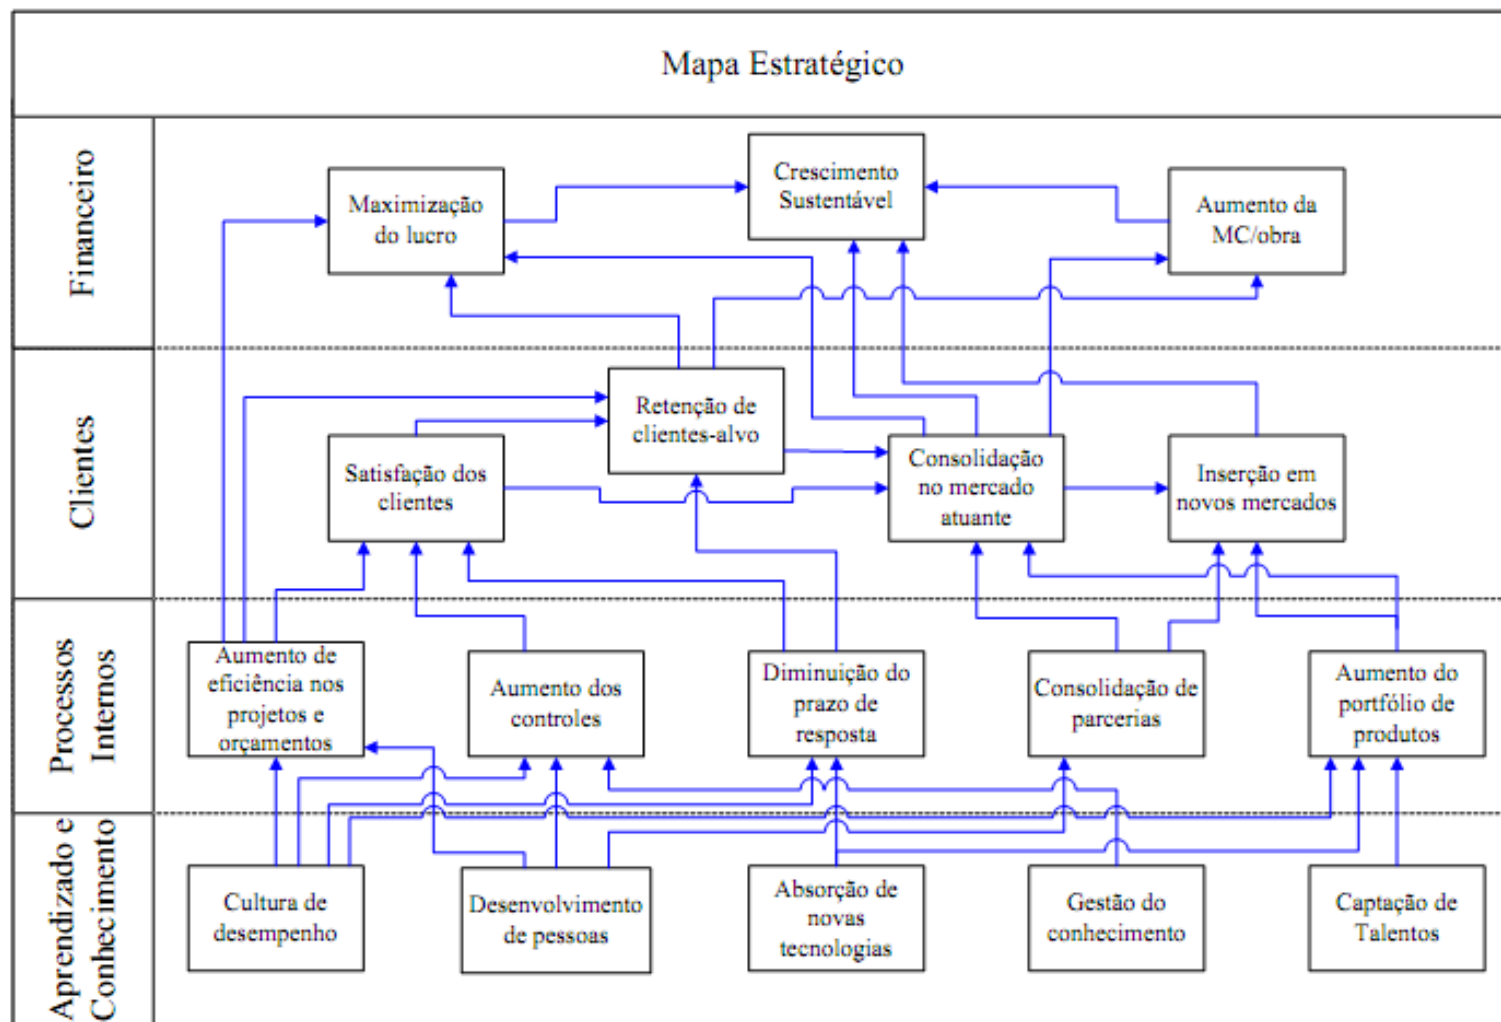 Mapa Estratégico
Financeiro
Maximização
do lucro
Crescimento
Sustentável
Aumento da
MC/obra
Clientes
Retenção de
clientes-alvo
Satisfação dos
clientes
Consolidação
no mercado
atuante
Inserção em
novos mercados
Processos
Internos
Aumento de
eficiência nos
projetos e
orçamentos
Aumento dos
controles
Diminuição do
prazo de
resposta
Consolidação de
parcerias
Aumento do
portfólio de
produtos
Aprendizado e
Conhecimento
Cultura de
desempenho
Desenvolvimento
de pessoas
Absorção de
novas
tecnologias
Gestão do
conhecimento
Captação de
Talentos